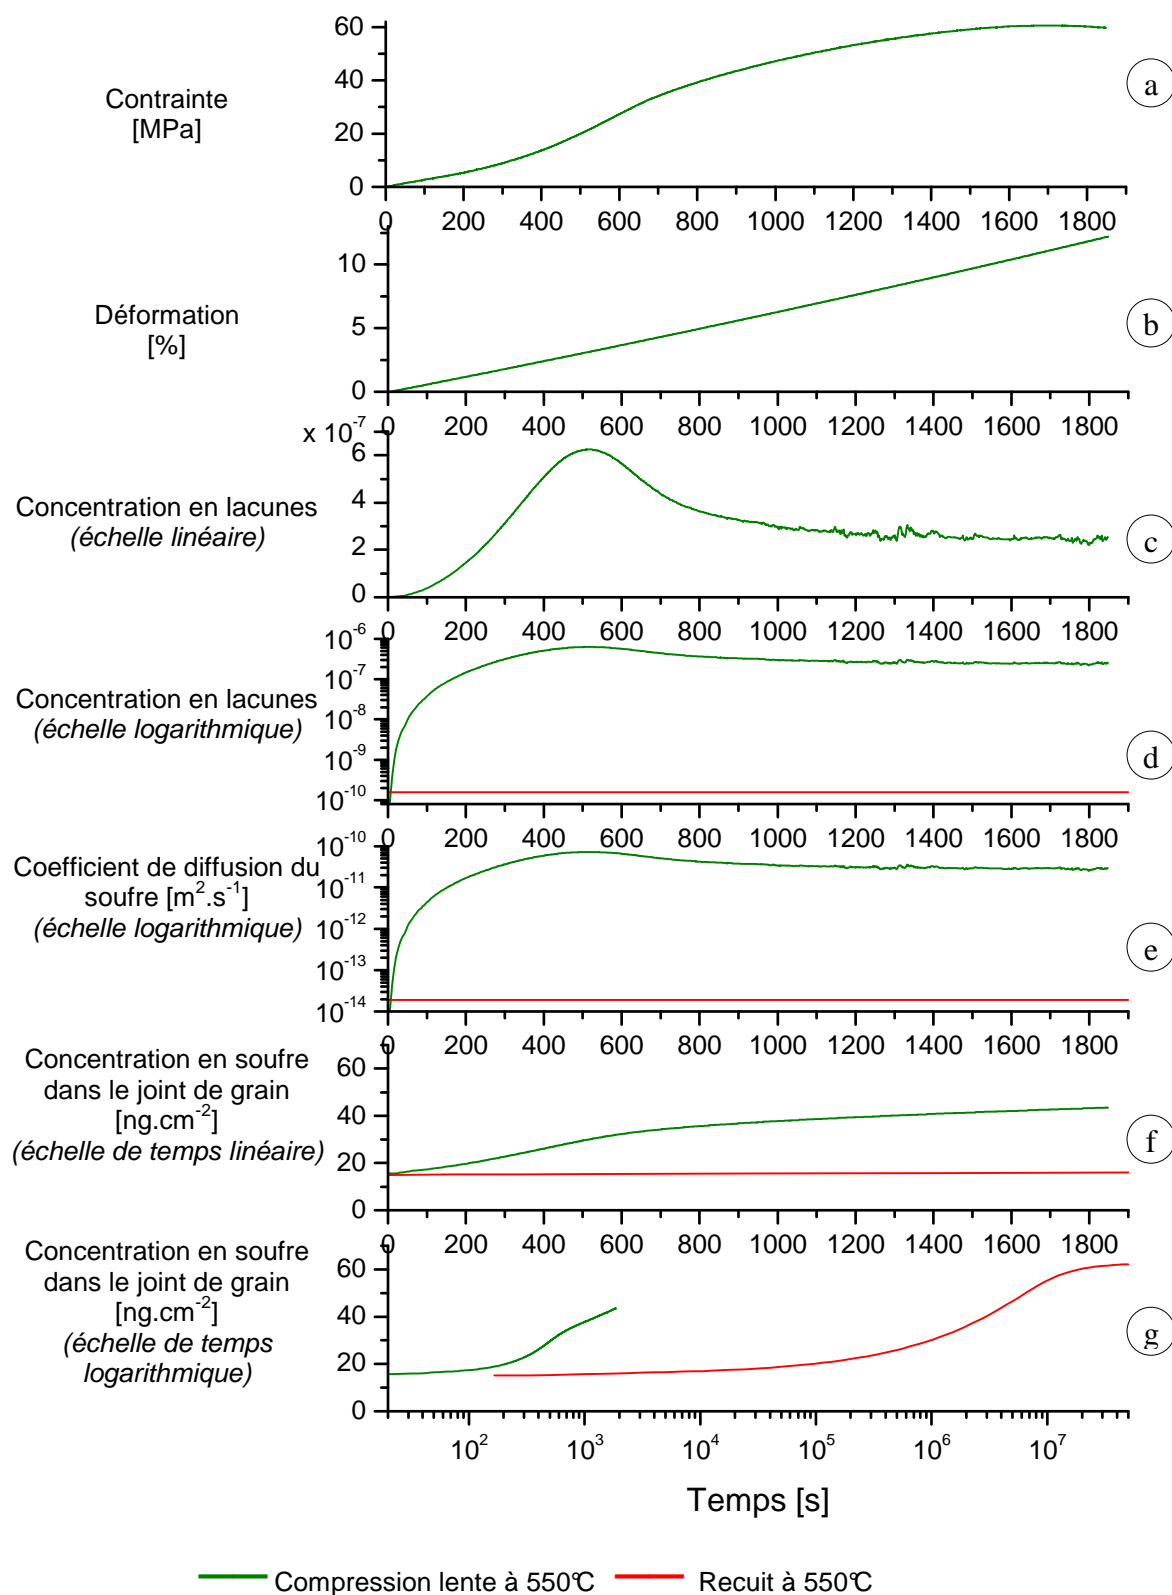 60
40
20
0
Contrainte
[MPa]
a
0 200 400 600 800 1000 1200 1400 1600 1800
10
5
0
Déformation
[%]
b
x 10-7
0 200 400 600 800 1000 1200 1400 1600 1800
6
4
2
0
Concentration en lacunes
(échelle linéaire)
c
0 200 400 600 800 1000 1200 1400 1600 1800
10-6
10-7
10-8
10-9
10-10
Concentration en lacunes
(échelle logarithmique)
d
0 200 400 600 800 1000 1200 1400 1600 1800
10-10
10-11
10-12
10-13
10-14
Coefficient de diffusion du
soufre [m2.s-1]
(échelle logarithmique)
e
0 200 400 600 800 1000 1200 1400 1600 1800
60
40
20
0
Concentration en soufre
dans le joint de grain
[ng.cm-2]
(échelle de temps linéaire)
f
0 200 400 600 800 1000 1200 1400 1600 1800
60
40
20
0
Concentration en soufre
dans le joint de grain
[ng.cm-2]
(échelle de temps
logarithmique)
g
102 103 104 105 106 107
Temps [s]
Compression lente à 550°C Recuit à 550°C